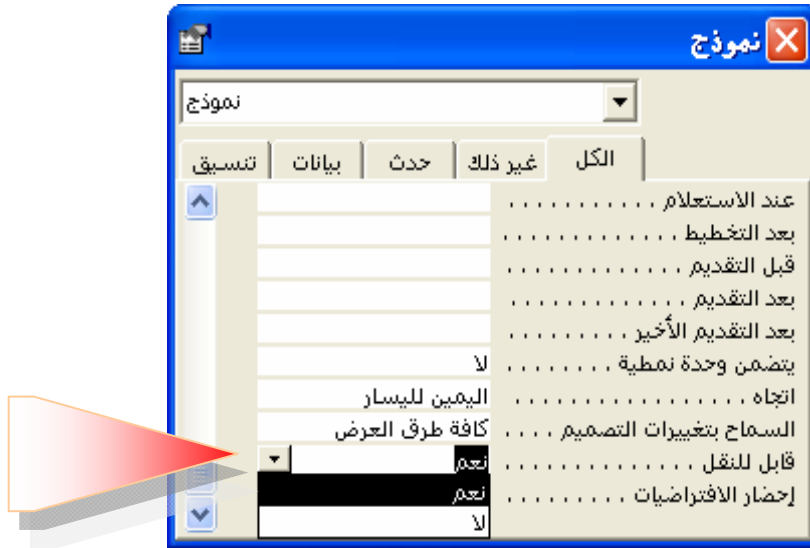 نموذج
نموذج
الكل غير ذلك حدث بيانات تنسيق
عند الاستعلام . . . . . . . . . . .
بعد التخطيط . . . . . . . . . . . . .
قبل التقديم . . . . . . . . . . . . .
بعد التقديم . . . . . . . . . . . . .
بعد التقديم الأخير . . . . . . . . .
يتضمن وحدة نمطية . . . . . . . . لا
اتجاه . . . . . . . . . . . . . . . . اليمين لليسار
السماح بتغييرات التصميم . . . . كافة طرق العرض
قابل للنقل . . . . . . . . . . . . . . نعم
إحضار الافتراضيات . . . . . . . . . نعم
لا